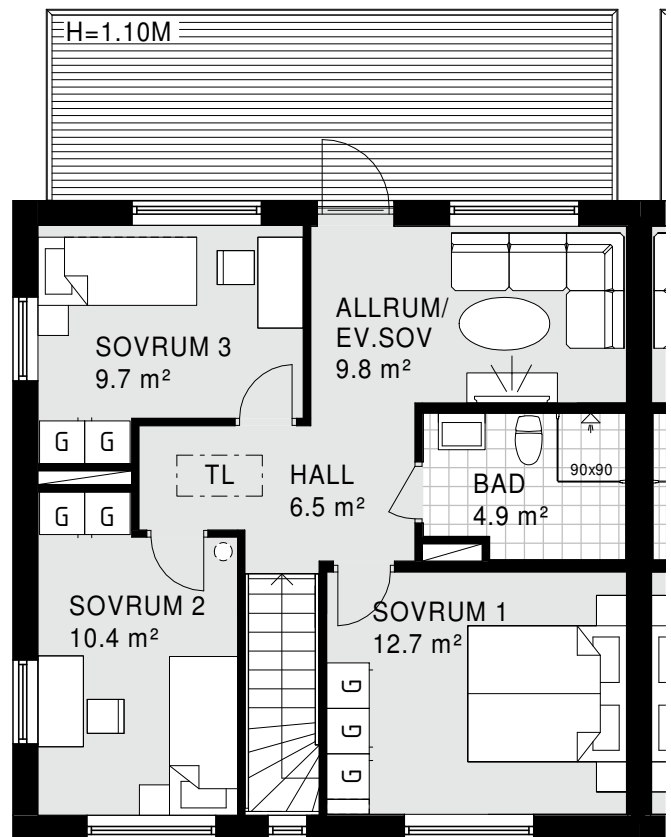 H=1.10M
ALLRUM/
EV.SOV
9.8 m²
SOVRUM 3
9.7 m²
G G
TL
HALL
6.5 m²
BAD
4.9 m²
90x90
G G
SOVRUM 2
10.4 m²
SOVRUM 1
12.7 m²
G
G
G